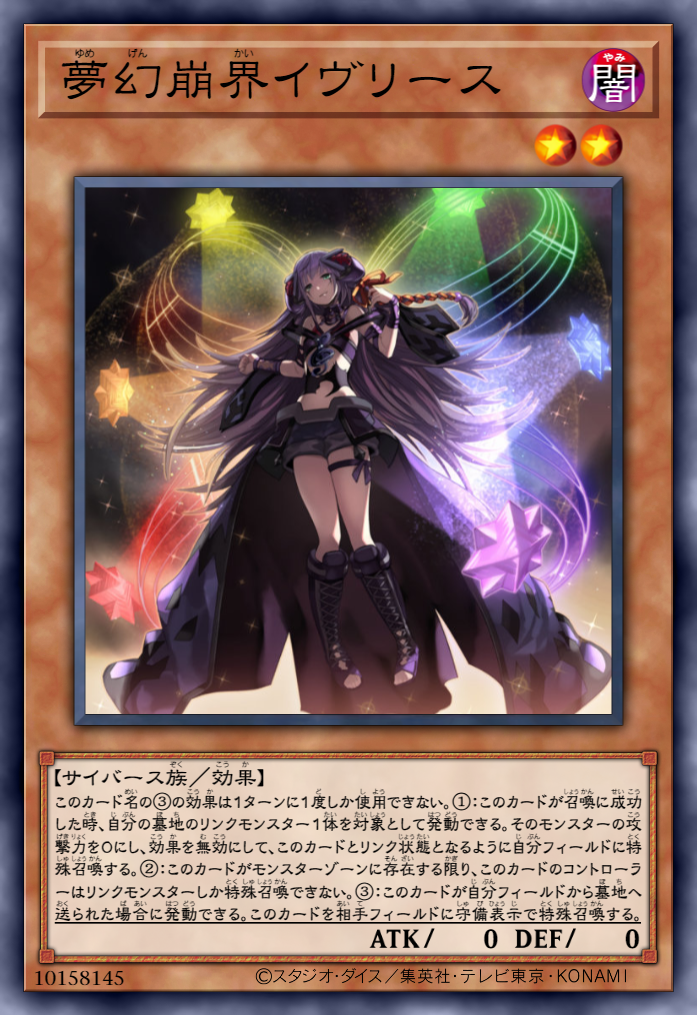 夢幻崩界イヴリース
闇
【サイバース族／効果】
このカード名の③の効果は1ターンに1度しか使用できない。①：このカードが召喚に成功
した時、自分の墓地のリンクモンスター1体を対象として発動できる。そのモンスターの攻
撃力を0にし、効果を無効にして、このカードとリンク状態となるように自分フィールドに特
殊召喚する。②：このカードがモンスターゾーンに存在する限り、このカードのコントローラ
ーはリンクモンスターしか特殊召喚できない。③：このカードが自分フィールドから墓地へ
送られた場合に発動できる。このカードを相手フィールドに守備表示で特殊召喚する。
ATK/ 0 DEF/ 0
10158145 ©スタジオ・ダイス／集英社・テレビ東京・KONAMI